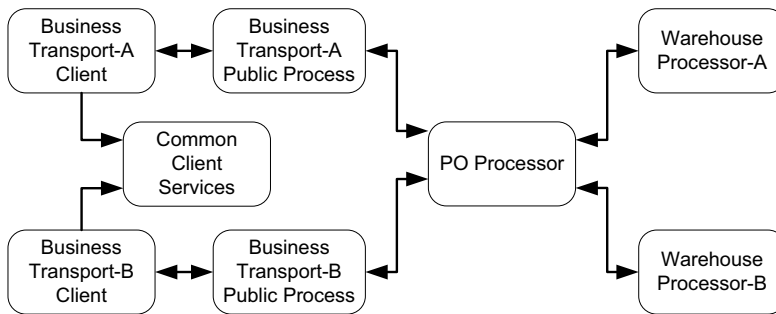 Business
Transport-A
Client
Business
Transport-A
Public Process
Warehouse
Processor-A
Common
Client
Services
PO Processor
Business
Transport-B
Client
Business
Transport-B
Public Process
Warehouse
Processor-B